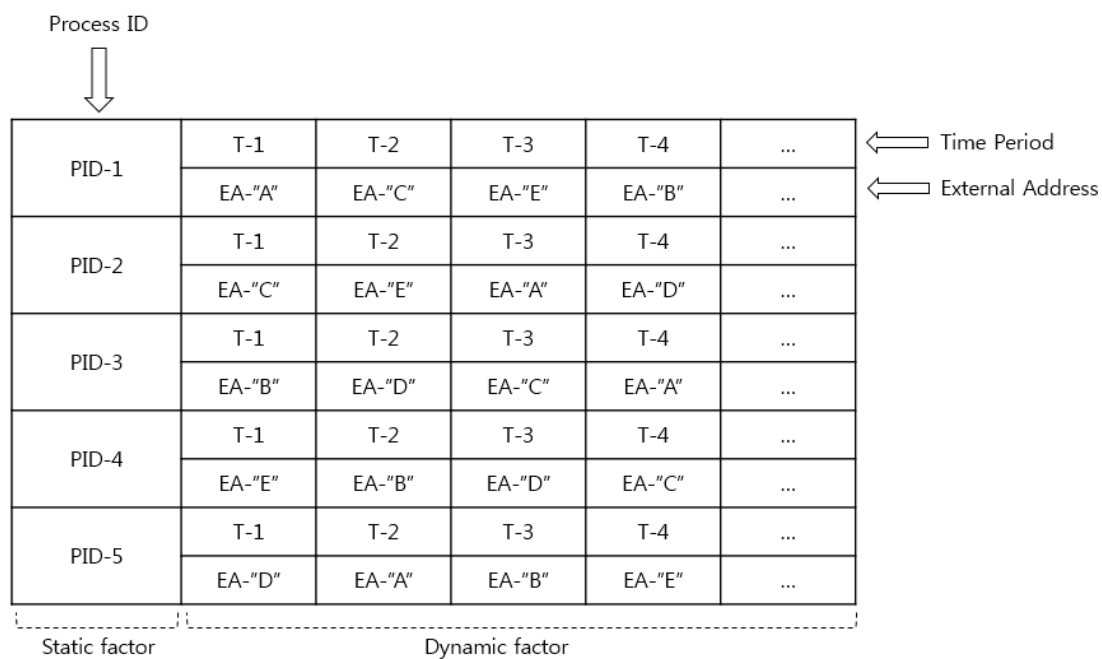 Process ID
PID-1 T-1 T-2 T-3 T-4 ... Time Period
EA-"A" EA-"C" EA-"E" EA-"B" ... External Address
PID-2 T-1 T-2 T-3 T-4 ...
EA-"C" EA-"E" EA-"A" EA-"D" ...
PID-3 T-1 T-2 T-3 T-4 ...
EA-"B" EA-"D" EA-"C" EA-"A" ...
PID-4 T-1 T-2 T-3 T-4 ...
EA-"E" EA-"B" EA-"D" EA-"C" ...
PID-5 T-1 T-2 T-3 T-4 ...
EA-"D" EA-"A" EA-"B" EA-"E" ...
Static factor Dynamic factor